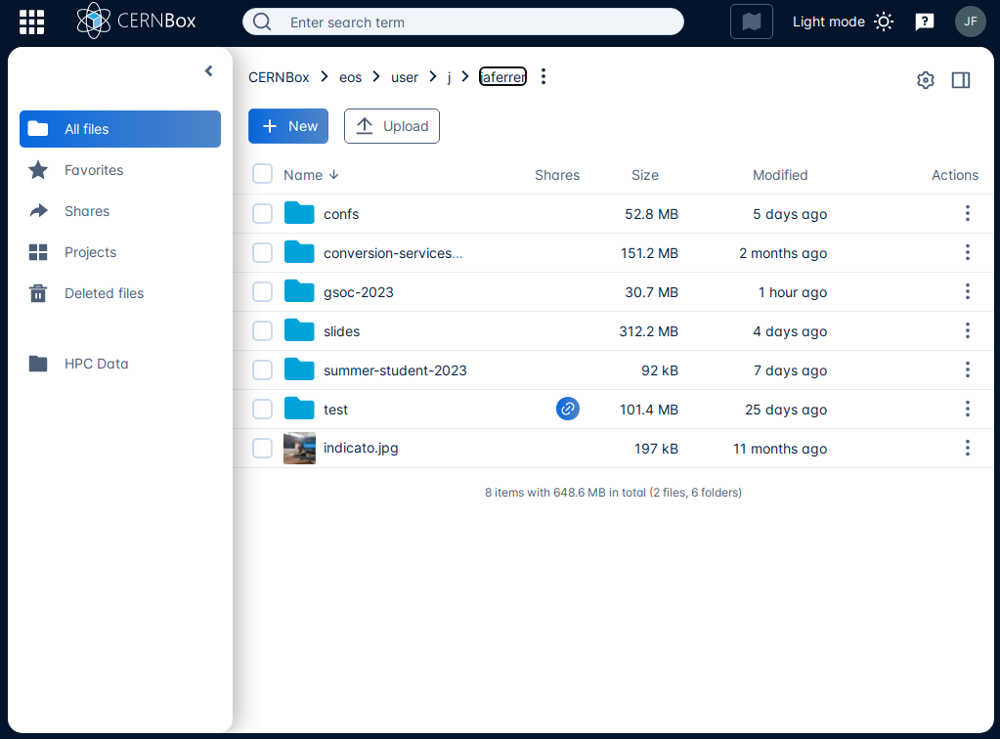 CERNBox
Enter search term
Light mode
?
JF
CERNBox > eos > user > j > jaferrer
New
Upload
All files
Favorites
Shares
Projects
Deleted files
HPC Data
Name Shares Size Modified Actions
confs 52.8 MB 5 days ago
conversion-services... 151.2 MB 2 months ago
gsoc-2023 30.7 MB 1 hour ago
slides 312.2 MB 4 days ago
summer-student-2023 92 kB 7 days ago
test 101.4 MB 25 days ago
indicato.jpg 197 kB 11 months ago
8 items with 648.6 MB in total (2 files, 6 folders)